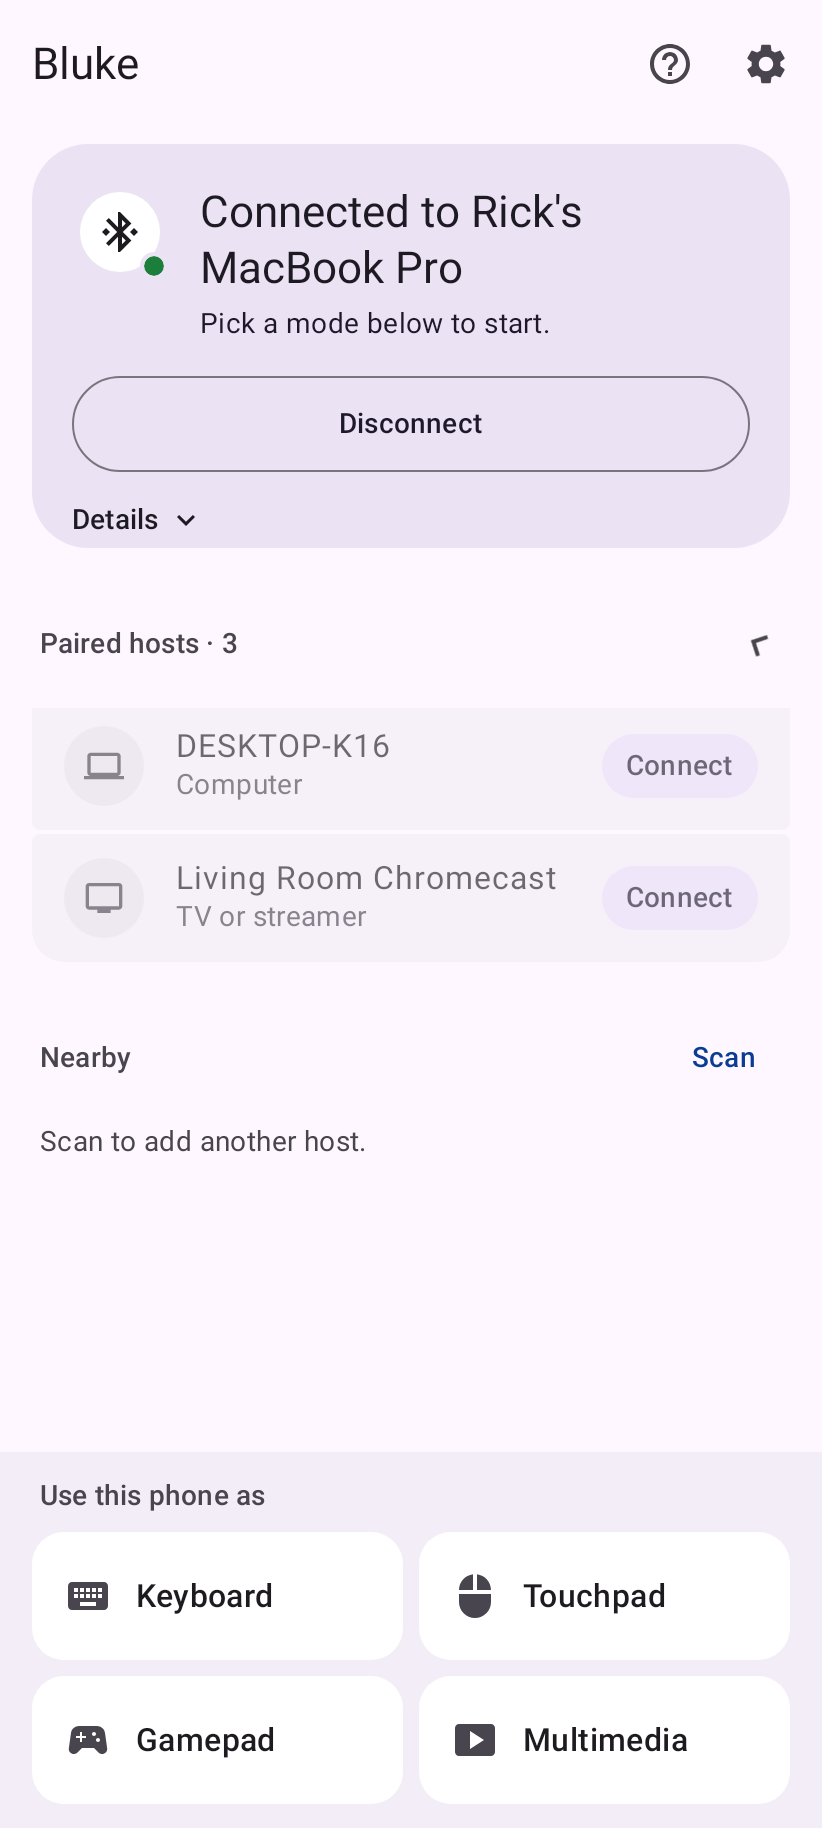 Bluke
Connected to Rick's
MacBook Pro
Pick a mode below to start.
Disconnect
Details
Paired hosts · 3
DESKTOP-K16
Computer
Connect
Living Room Chromecast
TV or streamer
Connect
Nearby
Scan
Scan to add another host.
Use this phone as
Keyboard
Touchpad
Gamepad
Multimedia